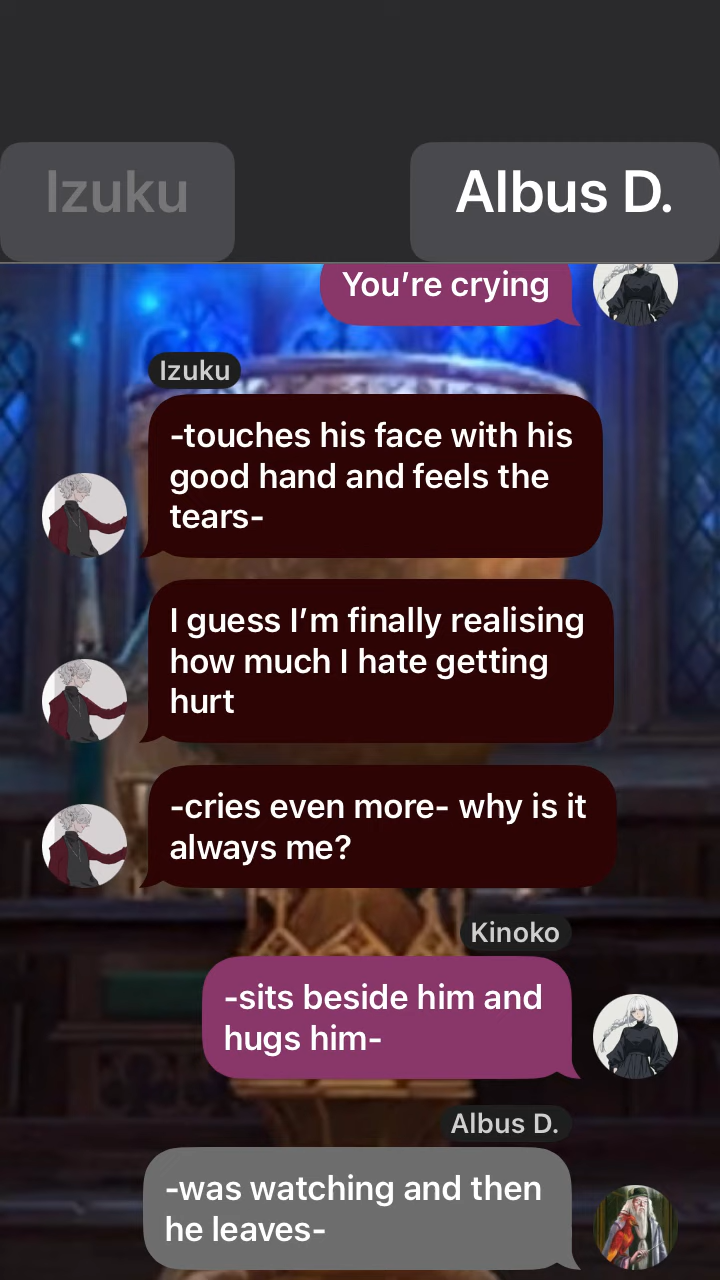 Izuku
Albus D.
You're crying
Izuku
-touches his face with his
good hand and feels the
tears-
I guess I'm finally realising
how much I hate getting
hurt
-cries even more- why is it
always me?
Kinoko
-sits beside him and
hugs him-
Albus D.
-was watching and then
he leaves-